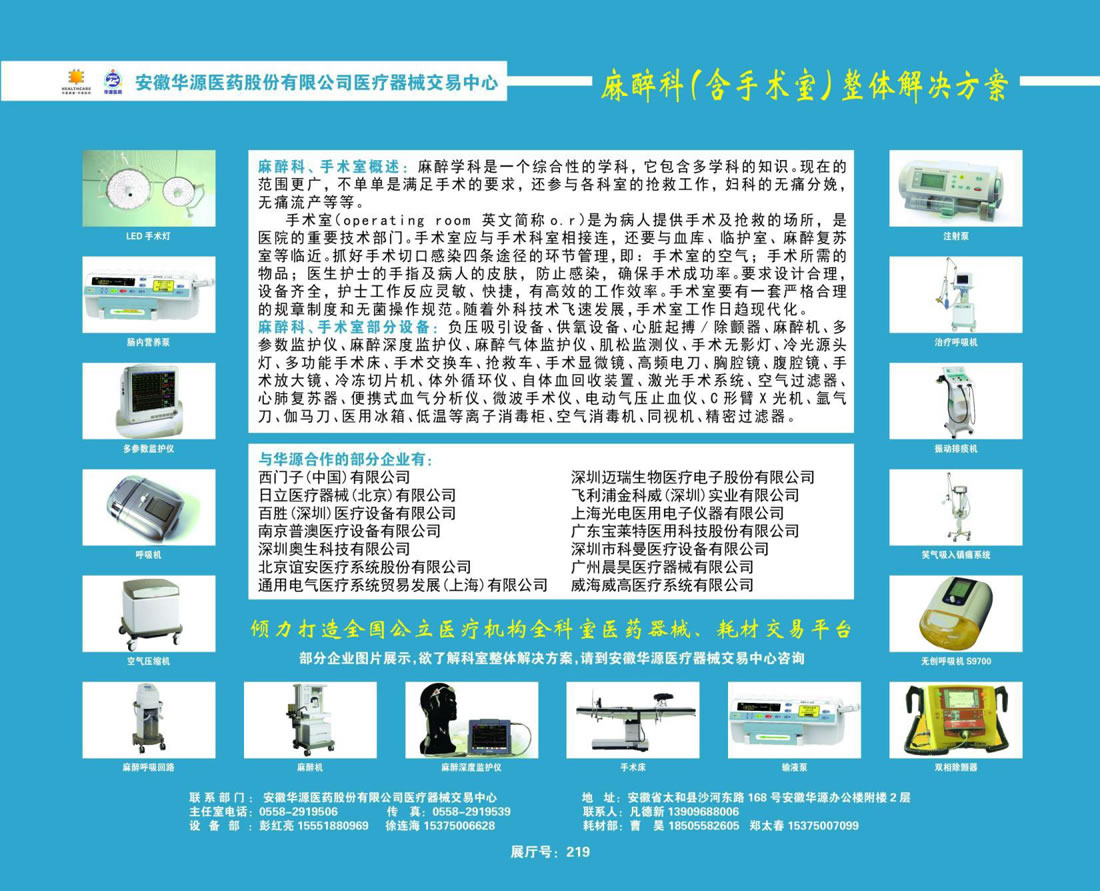 HEALTHCARE
华源医药
安徽华源医药股份有限公司医疗器械交易中心
麻醉科(含手术室)整体解决方案
麻醉科、手术室概述：麻醉学科是一个综合性的学科，它包含多学科的知识。现在的
范围更广，不单单是满足手术的要求，还参与各科室的抢救工作，妇科的无痛分娩，
无痛流产等等。
手术室(operating room 英文简称o.r)是为病人提供手术及抢救的场所，是
医院的重要技术部门。手术室应与手术科室相接连，还要与血库、临护室、麻醉复苏
室等临近。抓好手术切口感染四条途径的环节管理，即：手术室的空气；手术所需的
物品；医生护士的手指及病人的皮肤，防止感染，确保手术成功率。要求设计合理，
设备齐全，护士工作反应灵敏、快捷，有高效的工作效率。手术室要有一套严格合理
的规章制度和无菌操作规范。随着外科技术飞速发展，手术室工作日趋现代化。
麻醉科、手术室部分设备：负压吸引设备、供氧设备、心脏起搏/除颤器、麻醉机、多
参数监护仪、麻醉深度监护仪、麻醉气体监护仪、肌松监测仪、手术无影灯、冷光源头
灯、多功能手术床、手术交换车、抢救车、手术显微镜、高频电刀、胸腔镜、腹腔镜、手
术放大镜、冷冻切片机、体外循环仪、自体血回收装置、激光手术系统、空气过滤器、
心肺复苏器、便携式血气分析仪、微波手术仪、电动气压止血仪、C形臂X光机、氩气
刀、伽马刀、医用冰箱、低温等离子消毒柜、空气消毒机、同视机、精密过滤器。
与华源合作的部分企业有：
西门子(中国)有限公司
日立医疗器械(北京)有限公司
百胜(深圳)医疗设备有限公司
南京普澳医疗设备有限公司
深圳奥生科技有限公司
北京谊安医疗系统股份有限公司
通用电气医疗系统贸易发展(上海)有限公司
深圳迈瑞生物医疗电子股份有限公司
飞利浦金科威(深圳)实业有限公司
上海光电医用电子仪器有限公司
广东宝莱特医用科技股份有限公司
深圳市科曼医疗设备有限公司
广州晨昊医疗器械有限公司
威海威高医疗系统有限公司
倾力打造全国公立医疗机构全科室医药器械、耗材交易平台
部分企业图片展示，欲了解科室整体解决方案，请到安徽华源医疗器械交易中心咨询
LED手术灯
肠内营养泵
多参数监护仪
呼吸机
空气压缩机
注射泵
治疗呼吸机
振动排痰机
笑气吸入镇痛系统
无创呼吸机 S9700
麻醉呼吸回路
麻醉机
麻醉深度监护仪
手术床
输液泵
双相除颤器
联系部门：安徽华源医药股份有限公司医疗器械交易中心
主任室电话：0558-2919506 传 真：0558-2919539
设 备 部：彭红亮 15551880969 徐连海 15375006628
地 址：安徽省太和县沙河东路168号安徽华源办公楼附楼2层
联系人：凡德新 13909688006
耗材部：曹 昊 18505582605 郑太春 15375007099
展厅号：219